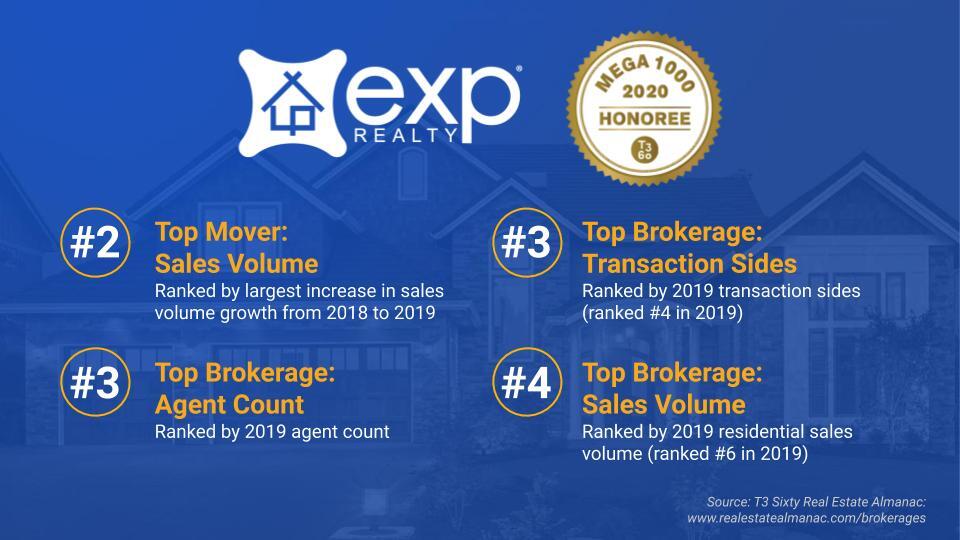 exp
REALTY
MEGA 1000
2020
HONOREE
T3
60
#2
Top Mover:
Sales Volume
Ranked by largest increase in sales
volume growth from 2018 to 2019
#3
Top Brokerage:
Transaction Sides
Ranked by 2019 transaction sides
(ranked #4 in 2019)
#3
Top Brokerage:
Agent Count
Ranked by 2019 agent count
#4
Top Brokerage:
Sales Volume
Ranked by 2019 residential sales
volume (ranked #6 in 2019)
Source: T3 Sixty Real Estate Almanac:
www.realestatealmanac.com/brokerages